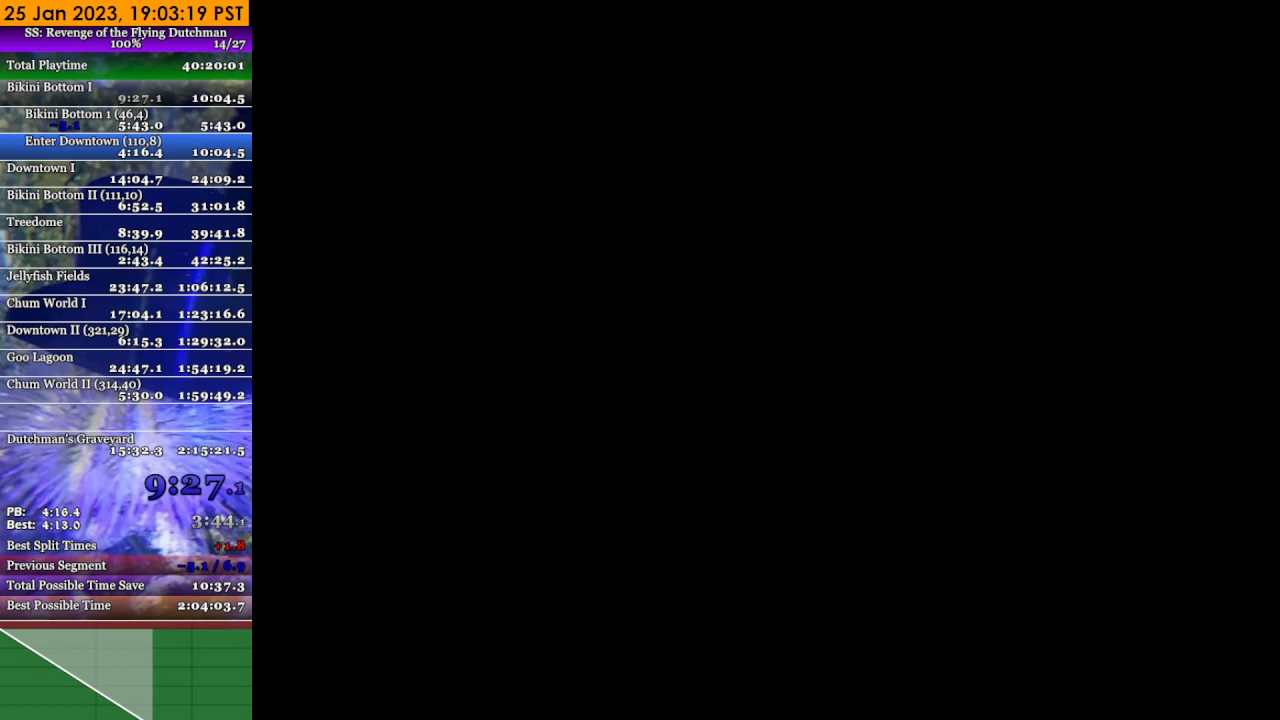 25 Jan 2023, 19:03:19 PST
SS: Revenge of the Flying Dutchman
100% 14/27
Total Playtime 40:20:01
Bikini Bottom I
9:27.1 10:04.5
Bikini Bottom 1 (46,4)
-5.1 5:43.0 5:43.0
Enter Downtown (110,8)
4:16.4 10:04.5
Downtown I
14:04.7 24:09.2
Bikini Bottom II (111,10)
6:52.5 31:01.8
Treedome
8:39.9 39:41.8
Bikini Bottom III (116,14)
2:43.4 42:25.2
Jellyfish Fields
23:47.2 1:06:12.5
Chum World I
17:04.1 1:23:16.6
Downtown II (321,29)
6:15.3 1:29:32.0
Goo Lagoon
24:47.1 1:54:19.2
Chum World II (314,40)
5:30.0 1:59:49.2
Dutchman's Graveyard
15:32.3 2:15:21.5
9:27.1
PB: 4:16.4
Best: 4:13.0
3:44.1
Best Split Times +1.8
Previous Segment -5.1 / 6.9
Total Possible Time Save 10:37.3
Best Possible Time 2:04:03.7